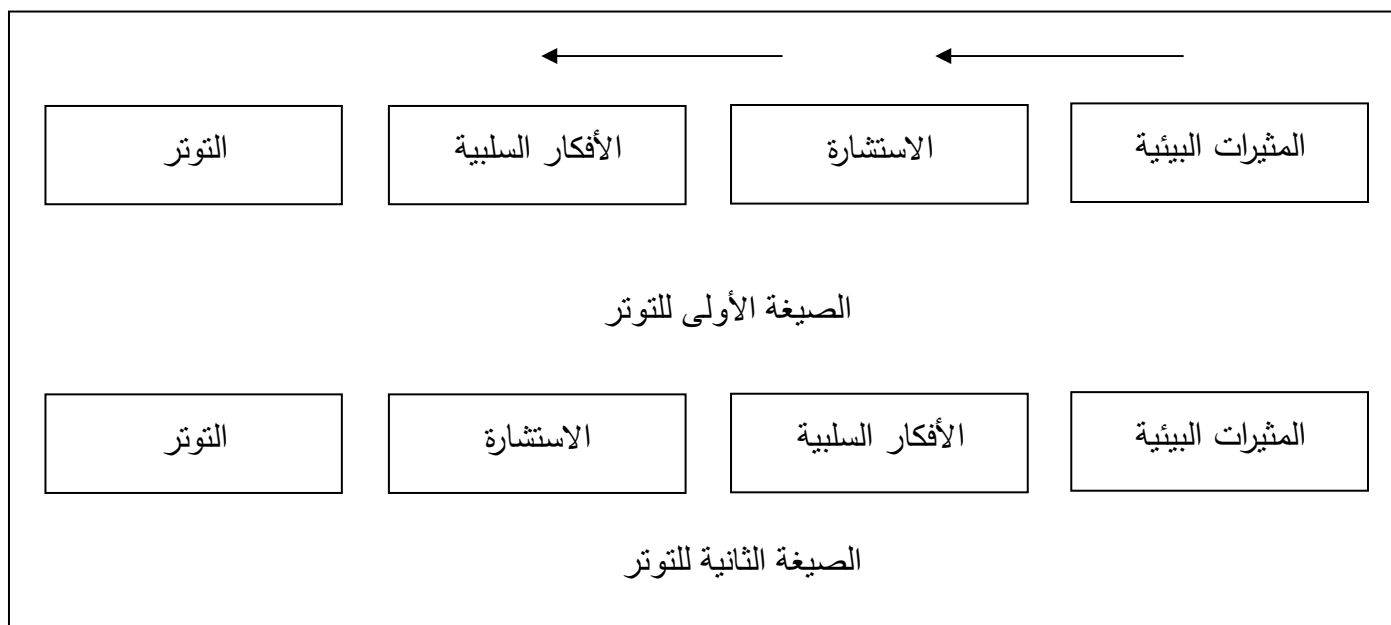 المثيرات البيئية الاستشارة الأفكار السلبية التوتر
الصيغة الأولى للتوتر
المثيرات البيئية الأفكار السلبية الاستشارة التوتر
الصيغة الثانية للتوتر